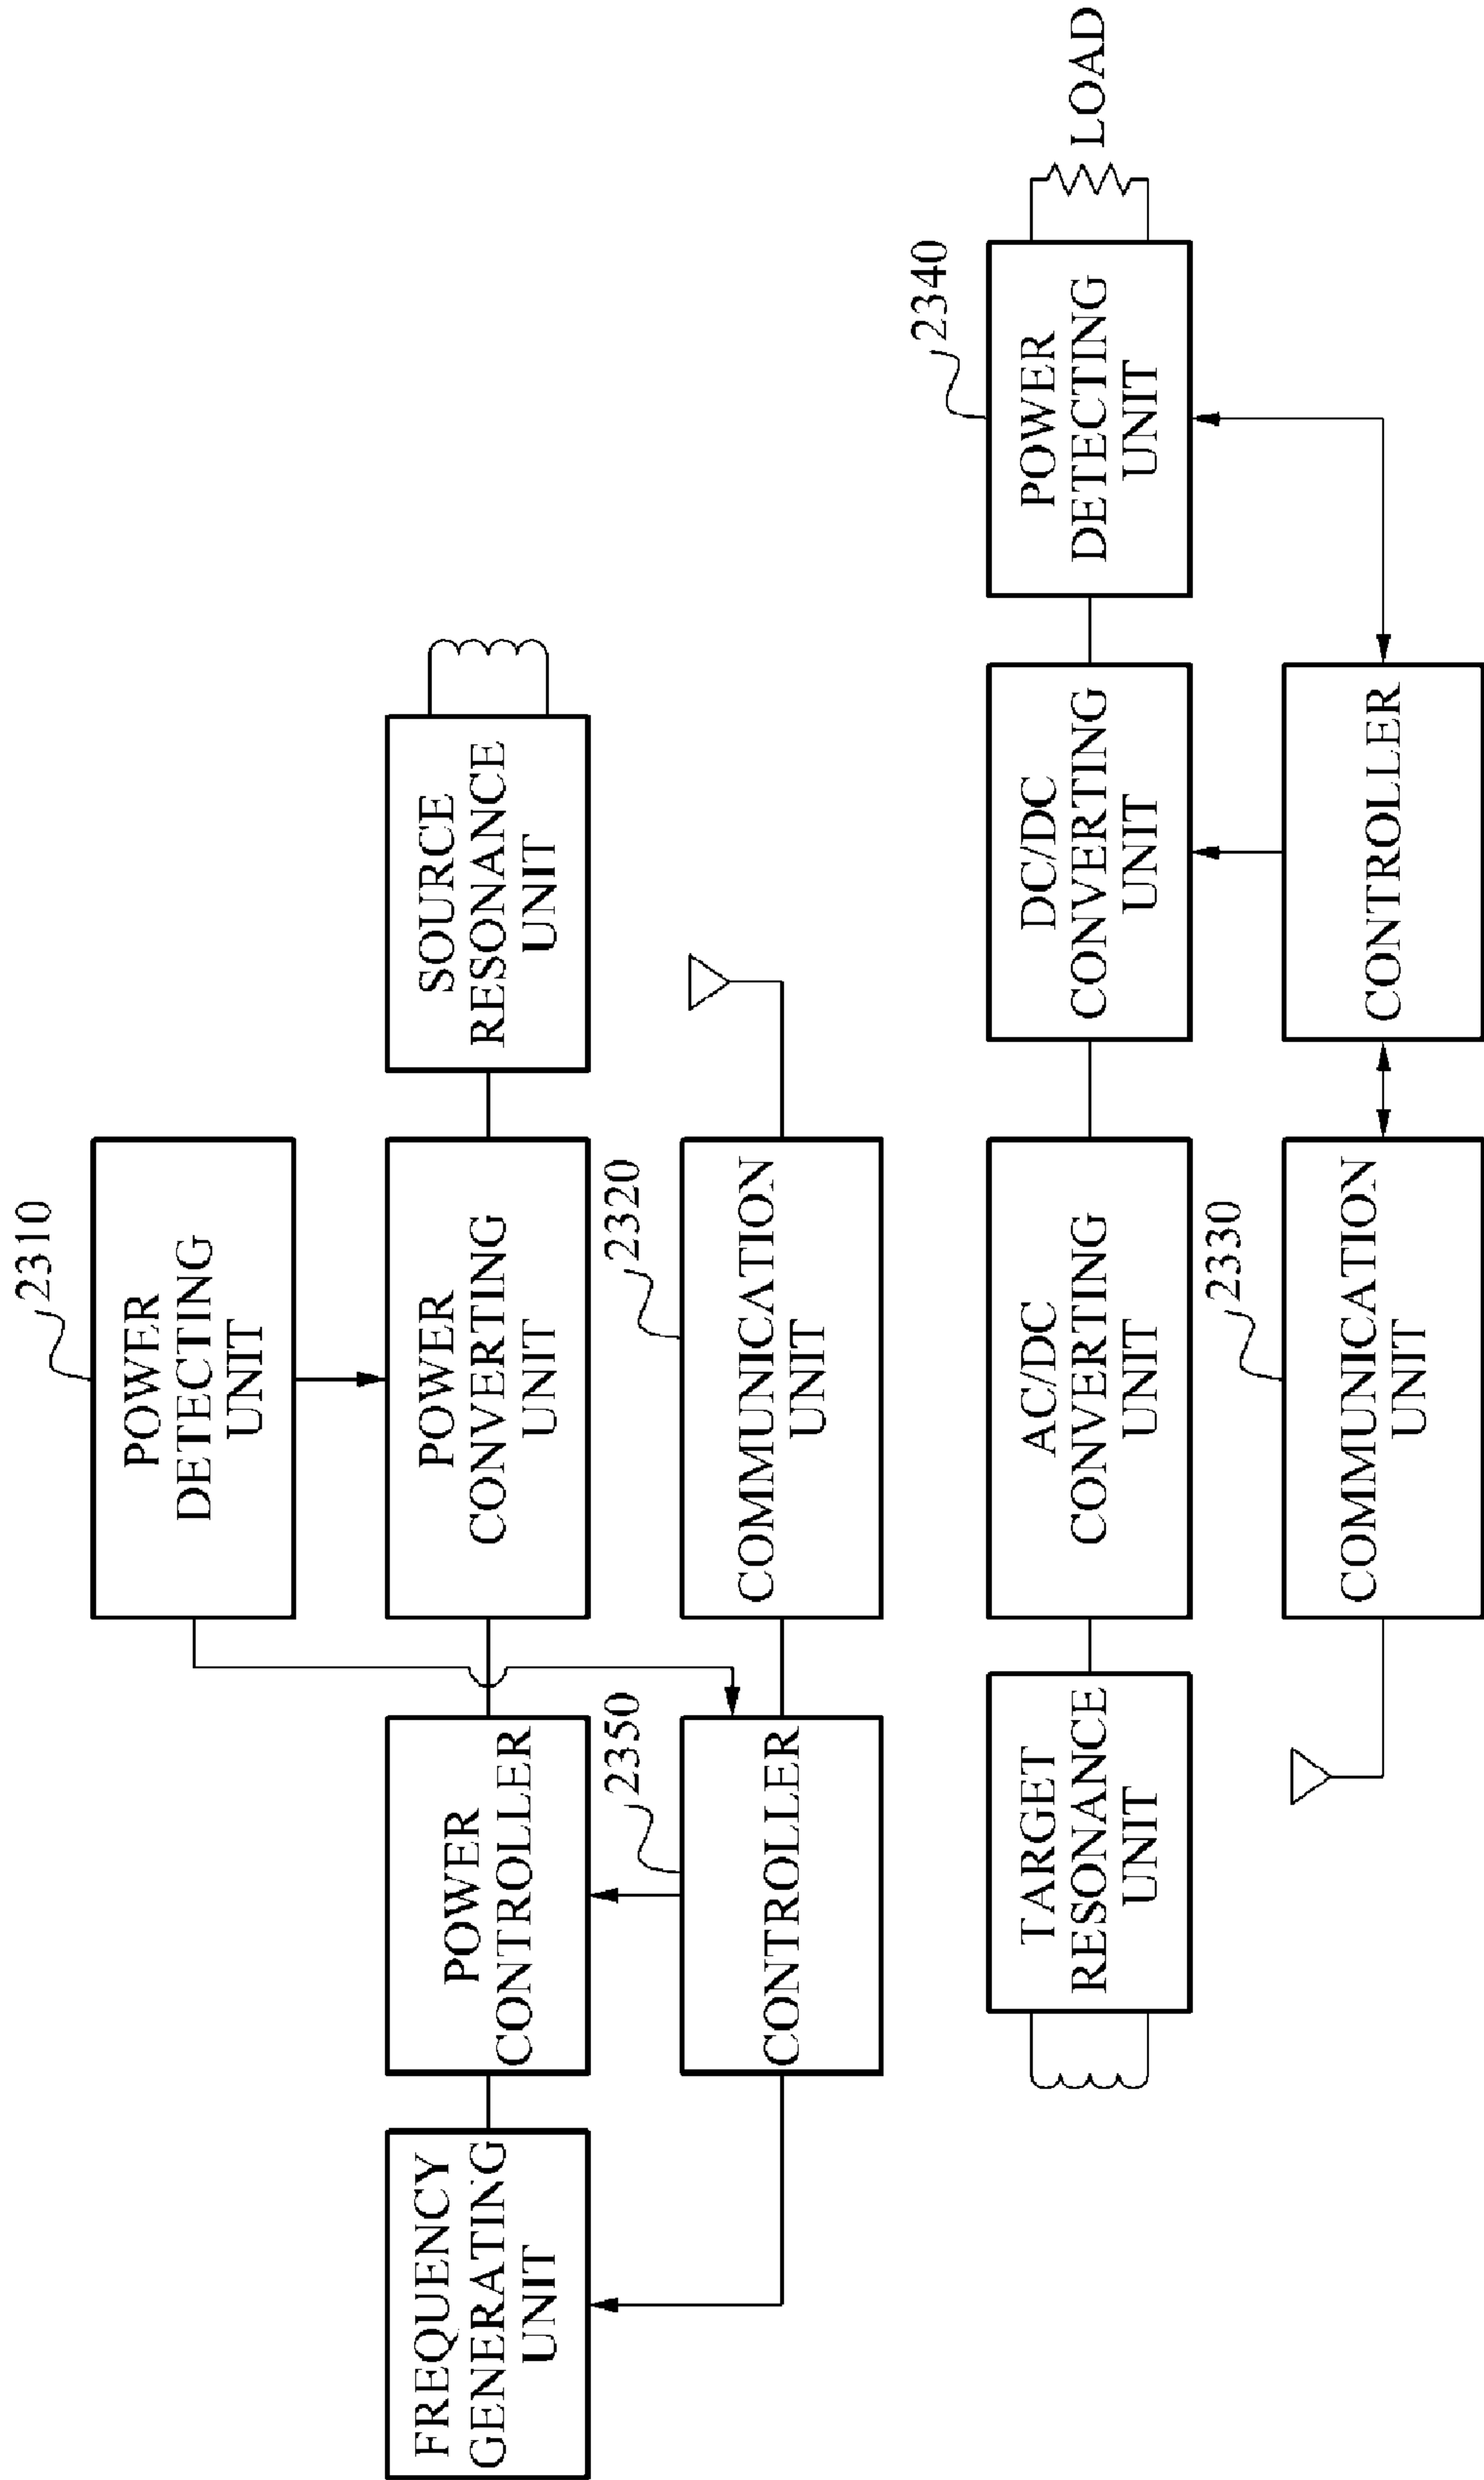 2310
POWER
DETECTING
UNIT
FREQUENCY
GENERATING
UNIT
POWER
CONTROLLER
POWER
CONVERTING
UNIT
SOURCE
RESONANCE
UNIT
2350
CONTROLLER
2320
COMMUNICATION
UNIT
TARGET
RESONANCE
UNIT
AC/DC
CONVERTING
UNIT
DC/DC
CONVERTING
UNIT
2340
POWER
DETECTING
UNIT
LOAD
2330
COMMUNICATION
UNIT
CONTROLLER